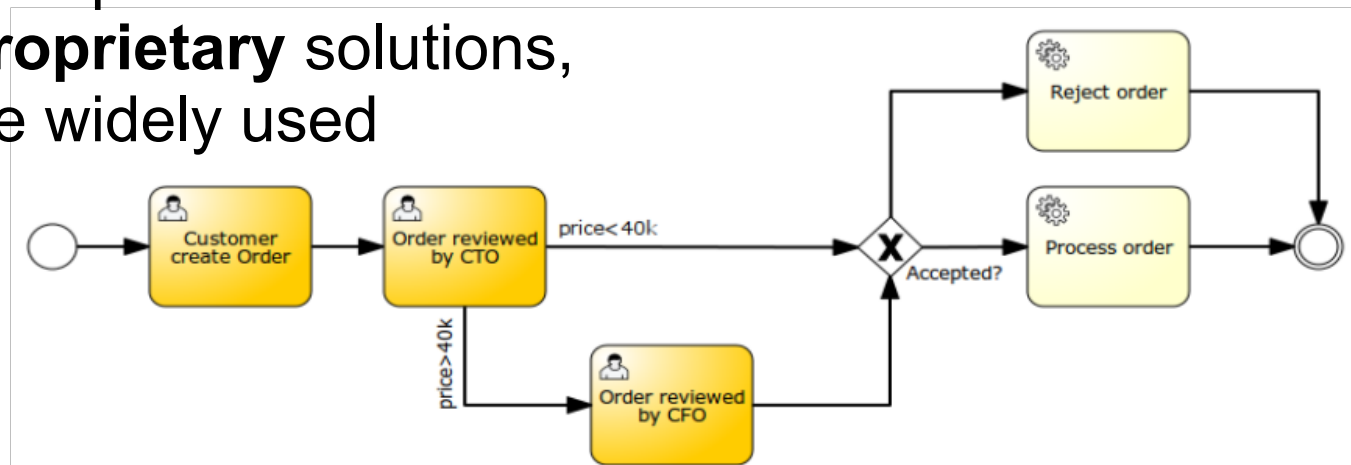 roprietary solutions,
e widely used
Reject order
Customer
create Order
Order reviewed
by CTO
price<40k
Accepted?
Process order
price>40k
Order reviewed
by CFO